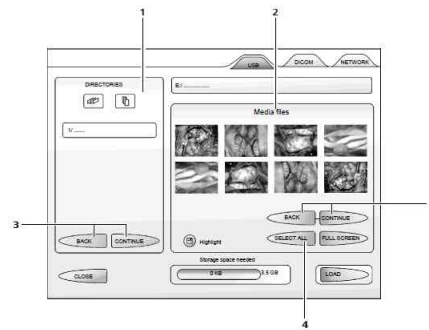 1
2
USB
DICOM
NETWORK
DIRECTORIES
E:/ ..............
Media files
1/ ......
3
BACK
CONTINUE
BACK
CONTINUE
Highlight
SELECT ALL
FULL SCREEN
Storage space needed
CLOSE
0 KB
3.5 GB
LOAD
4